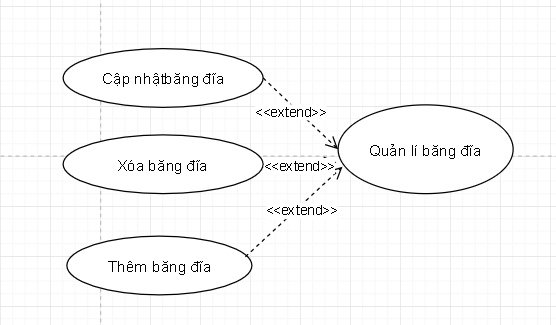 Cập nhậtbăng đĩa
<<extend>>
Quản lí băng đĩa
Xóa băng đĩa
<<extend>>
<<extend>>
Thêm băng đĩa